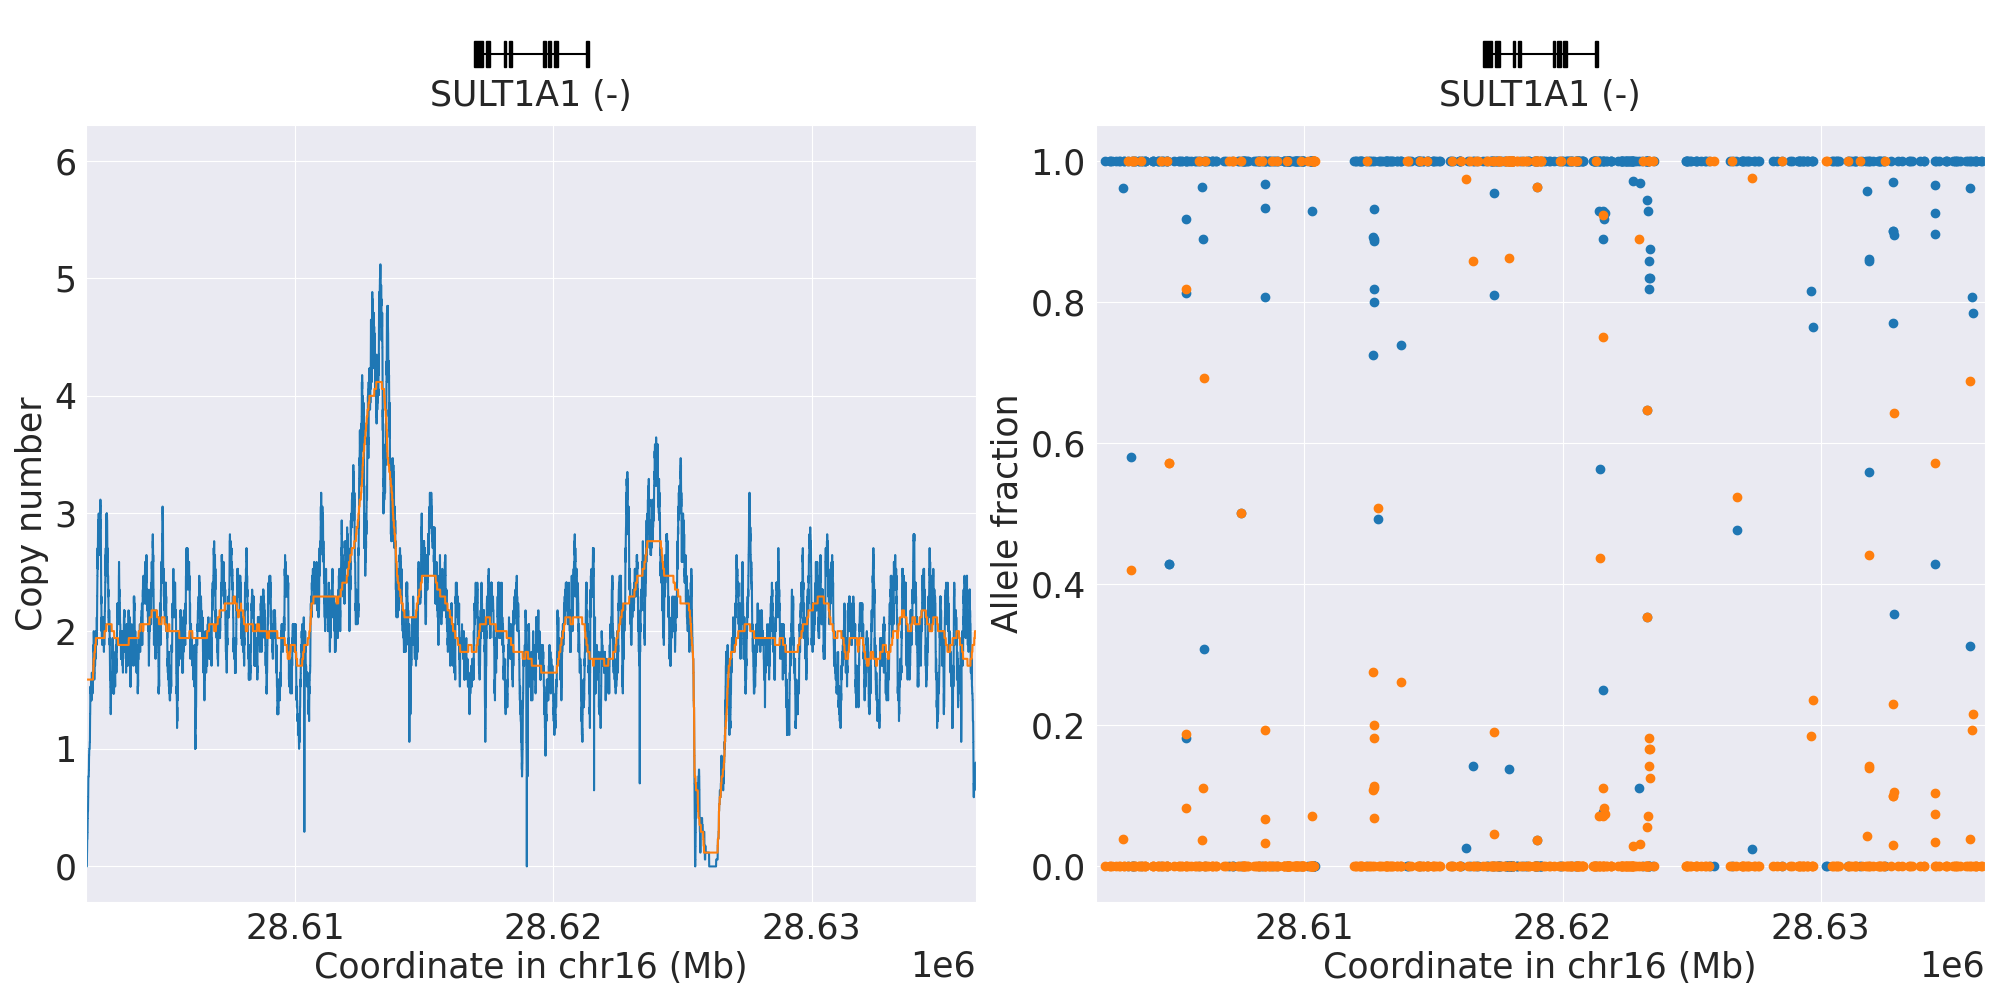 SULT1A1 (-)
6
5
4
3
2
1
0
Copy number
28.61
28.62
28.63
Coordinate in chr16 (Mb)
1e6
SULT1A1 (-)
1.0
0.8
0.6
0.4
0.2
0.0
Allele fraction
28.61
28.62
28.63
Coordinate in chr16 (Mb)
1e6